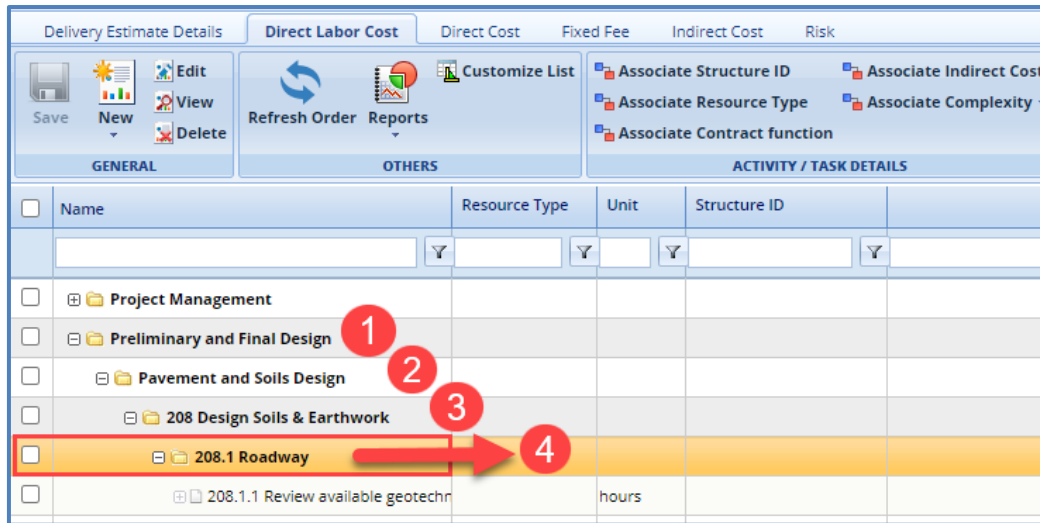 Delivery Estimate Details Direct Labor Cost Direct Cost Fixed Fee Indirect Cost Risk
Save
New
Edit
View
Delete
GENERAL
Refresh Order
Reports
Customize List
OTHERS
Associate Structure ID
Associate Resource Type
Associate Contract function
Associate Indirect Cost
Associate Complexity
ACTIVITY / TASK DETAILS
Name Resource Type Unit Structure ID
Project Management
Preliminary and Final Design 1
Pavement and Soils Design 2
208 Design Soils & Earthwork 3
208.1 Roadway 4
208.1.1 Review available geotechn hours